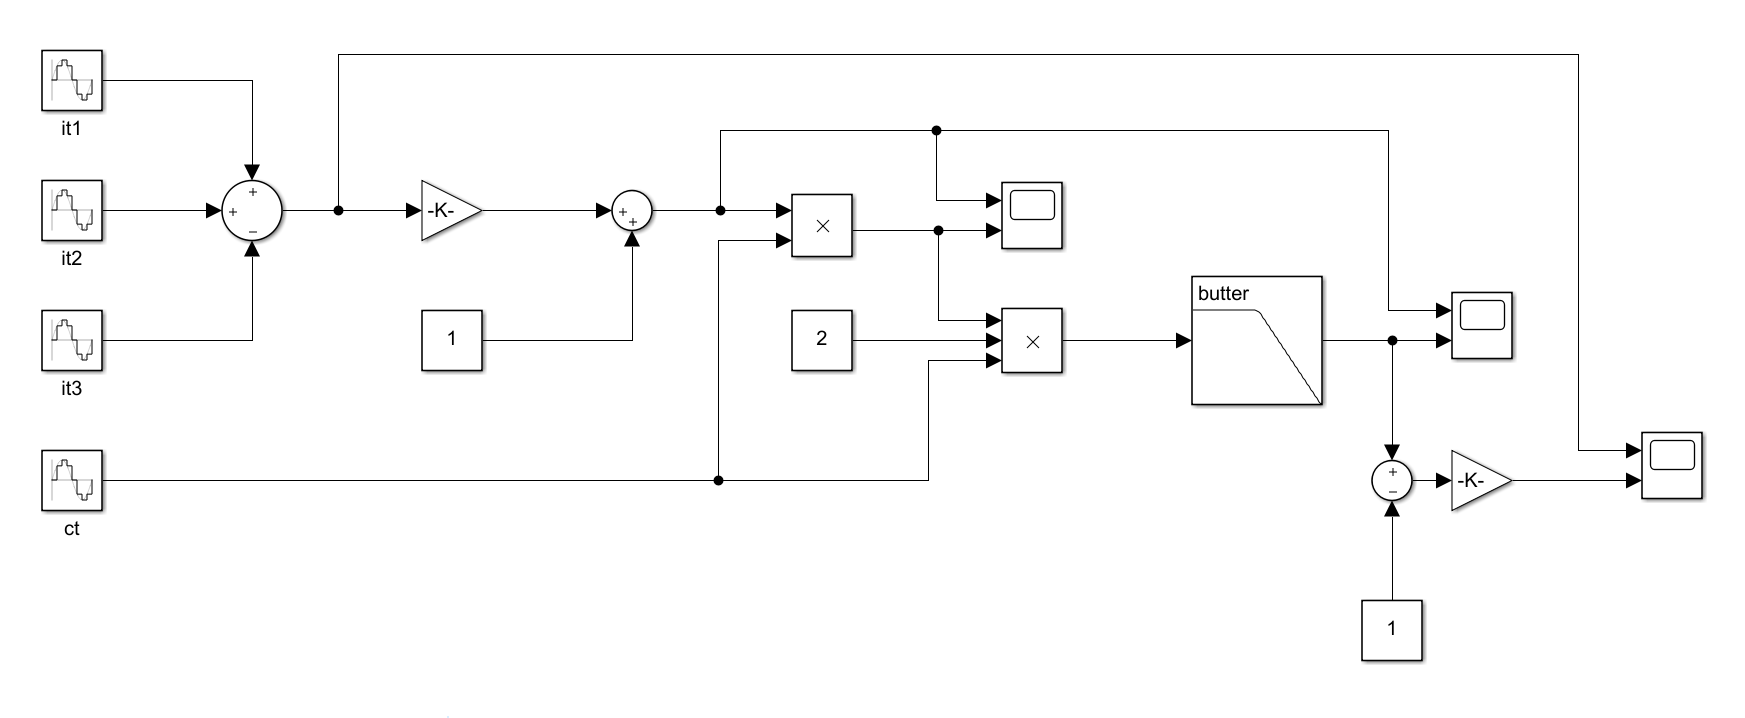 it1
+
+
−
it2
-K-
+
+
×
1
2
×
butter
it3
ct
+
−
-K-
1